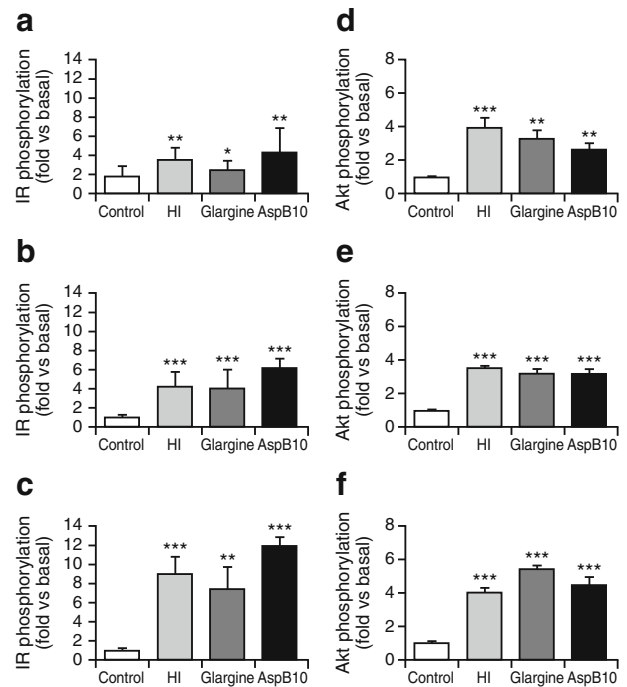 a
IR phosphorylation
(fold vs basal)
14
12
10
8
6
4
2
0
**
*
**
Control HI Glargine AspB10
d
Akt phosphorylation
(fold vs basal)
8
6
4
2
0
***
**
**
Control HI Glargine AspB10
b
IR phosphorylation
(fold vs basal)
14
12
10
8
6
4
2
0
***
***
***
Control HI Glargine AspB10
e
Akt phosphorylation
(fold vs basal)
8
6
4
2
0
***
***
***
Control HI Glargine AspB10
c
IR phosphorylation
(fold vs basal)
14
12
10
8
6
4
2
0
***
**
***
Control HI Glargine AspB10
f
Akt phosphorylation
(fold vs basal)
8
6
4
2
0
***
***
***
Control HI Glargine AspB10